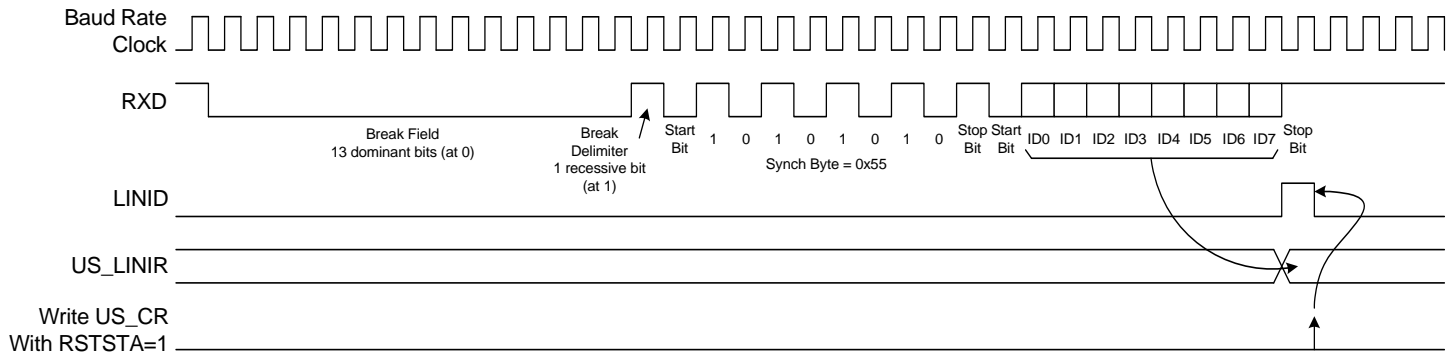 Baud Rate
Clock
RXD
Break Field
13 dominant bits (at 0)
Break
Delimiter
1 recessive bit
(at 1)
Start
Bit
1 0 1 0 1 0 1 0
Synch Byte = 0x55
Stop
Bit
Start
Bit
ID0 ID1 ID2 ID3 ID4 ID5 ID6 ID7
Stop
Bit
LINID
US_LINIR
Write US_CR
With RSTSTA=1